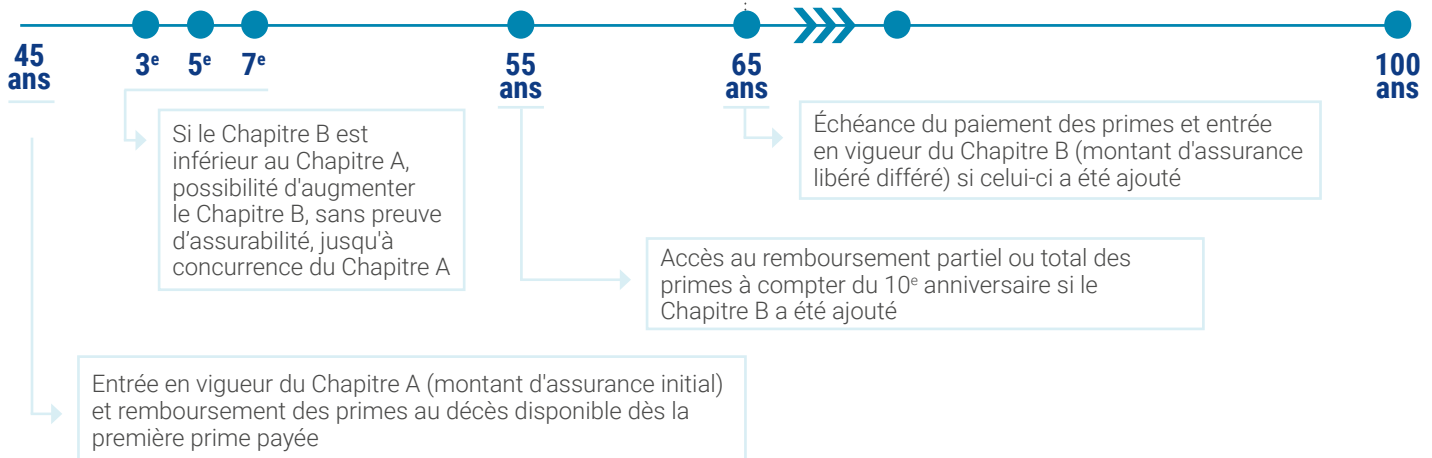 45 ans
3e 5e 7e
55 ans
65 ans
100 ans
Si le Chapitre B est
inférieur au Chapitre A,
possibilité d'augmenter
le Chapitre B, sans preuve
d’assurabilité, jusqu'à
concurrence du Chapitre A
Échéance du paiement des primes et entrée
en vigueur du Chapitre B (montant d'assurance
libéré différé) si celui-ci a été ajouté
Accès au remboursement partiel ou total des
primes à compter du 10e anniversaire si le
Chapitre B a été ajouté
Entrée en vigueur du Chapitre A (montant d'assurance initial)
et remboursement des primes au décès disponible dès la
première prime payée